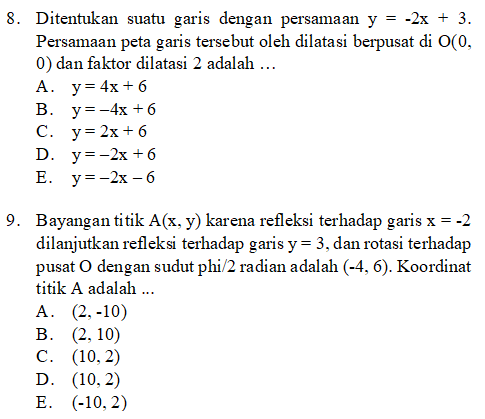 8. Ditentukan suatu garis dengan persamaan y = -2x + 3.
Persamaan peta garis tersebut oleh dilatasi berpusat di O(0,
0) dan faktor dilatasi 2 adalah …
A. y = 4x + 6
B. y = –4x + 6
C. y = 2x + 6
D. y = –2x + 6
E. y = –2x – 6
9. Bayangan titik A(x, y) karena refleksi terhadap garis x = -2
dilanjutkan refleksi terhadap garis y = 3, dan rotasi terhadap
pusat O dengan sudut phi/2 radian adalah (-4, 6). Koordinat
titik A adalah ...
A. (2, -10)
B. (2, 10)
C. (10, 2)
D. (10, 2)
E. (-10, 2)